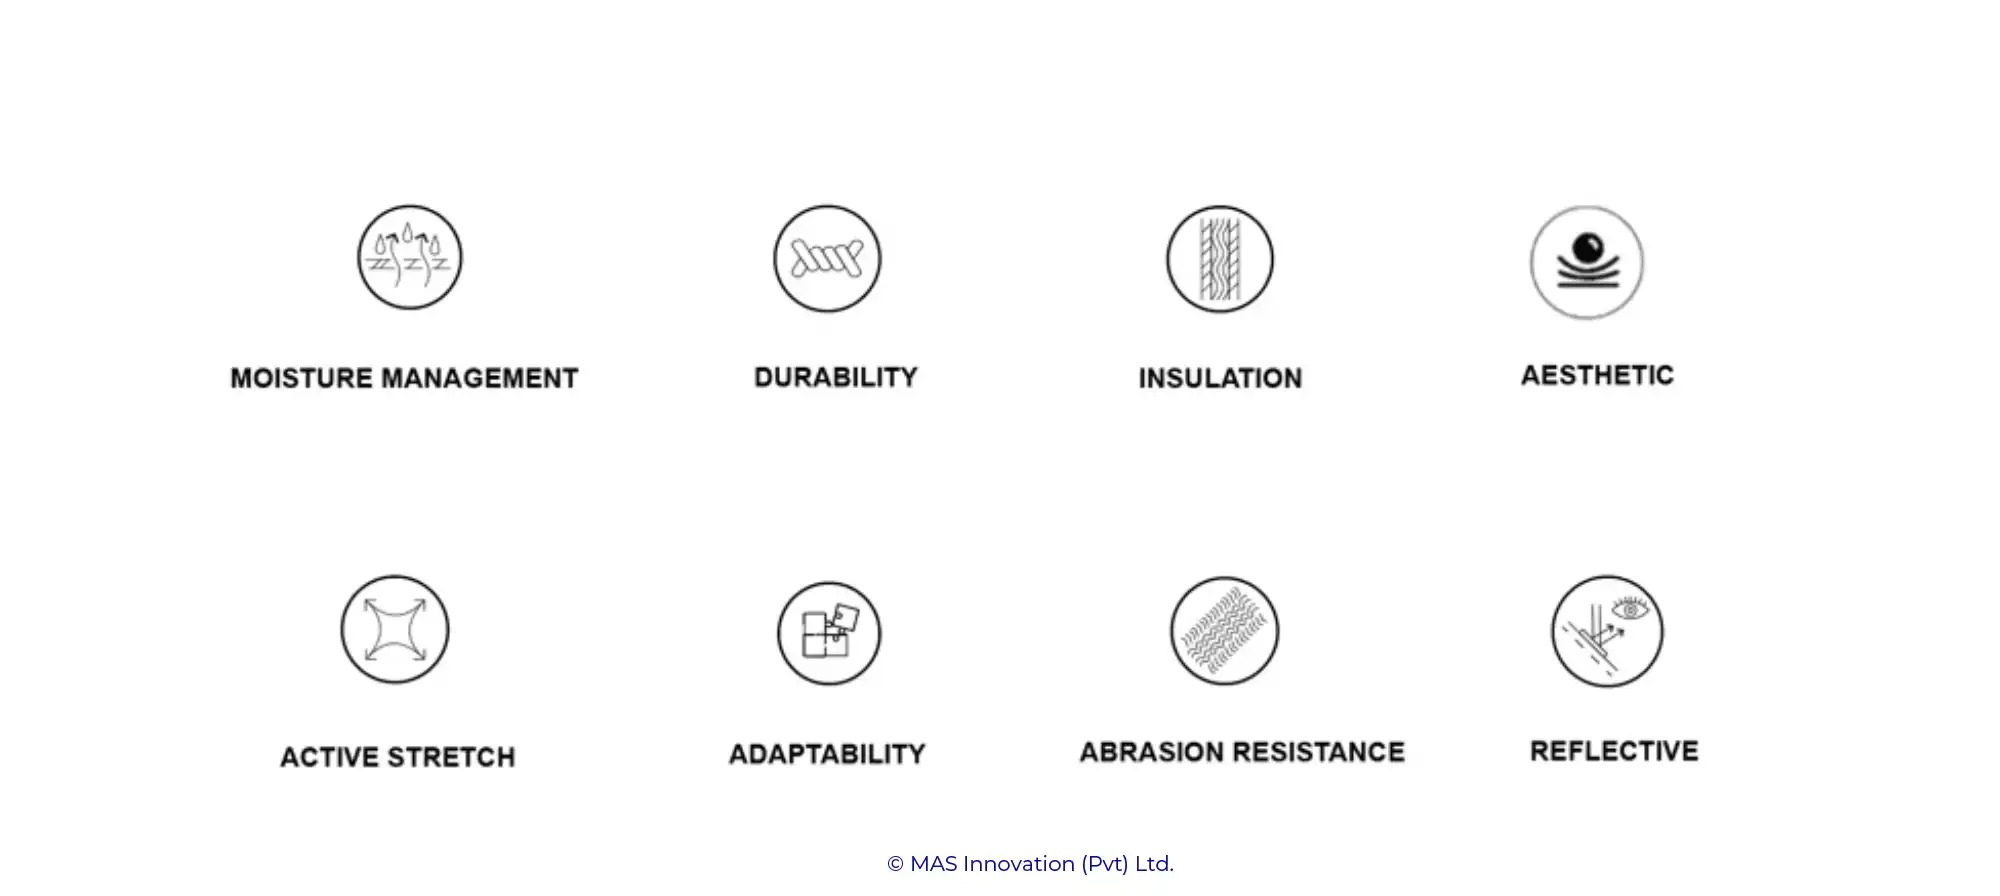 MOISTURE MANAGEMENT
DURABILITY
INSULATION
AESTHETIC
ACTIVE STRETCH
ADAPTABILITY
ABRASION RESISTANCE
REFLECTIVE
© MAS Innovation (Pvt) Ltd.